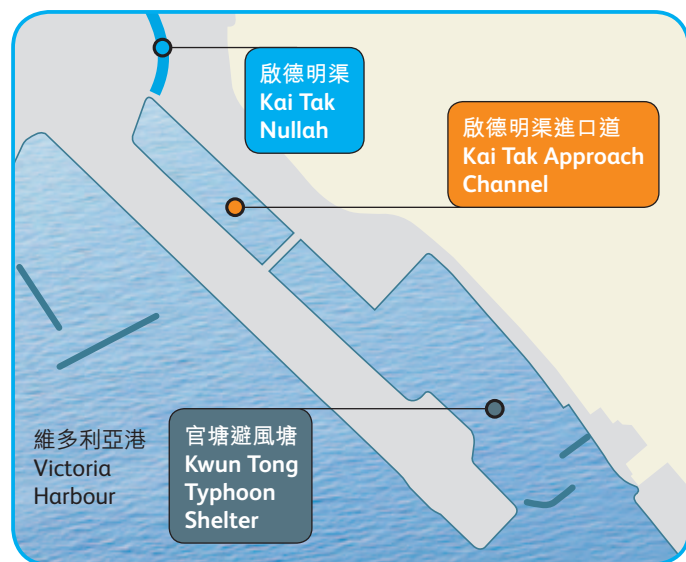 啟德明渠
Kai Tak
Nullah
啟德明渠進口道
Kai Tak Approach
Channel
維多利亞港
Victoria
Harbour
官塘避風塘
Kwun Tong
Typhoon
Shelter